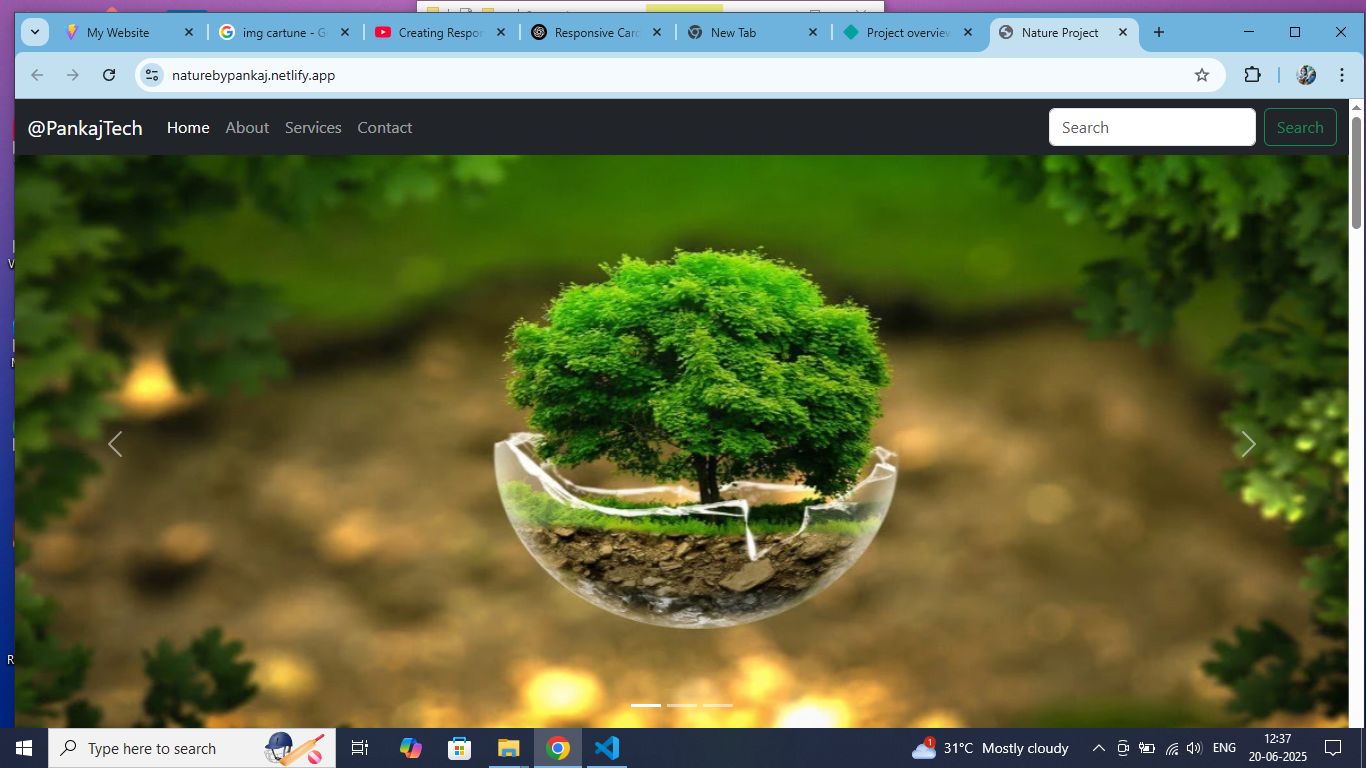 My Website
img cartune - G
Creating Respon
Responsive Card
New Tab
Project overview
Nature Project
naturebypankaj.netlify.app
@PankajTech
Home
About
Services
Contact
Search
Search
Type here to search
1
31°C Mostly cloudy
ENG
12:37
20-06-2025